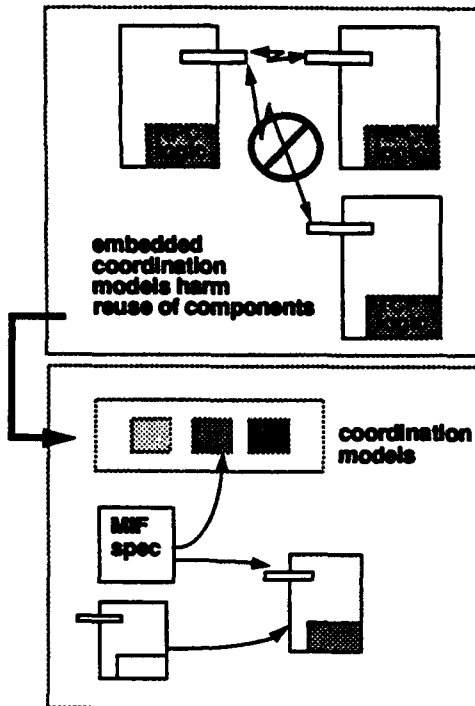 embedded
coordination
models harm
reuse of components
coordination
models
MIF
spec